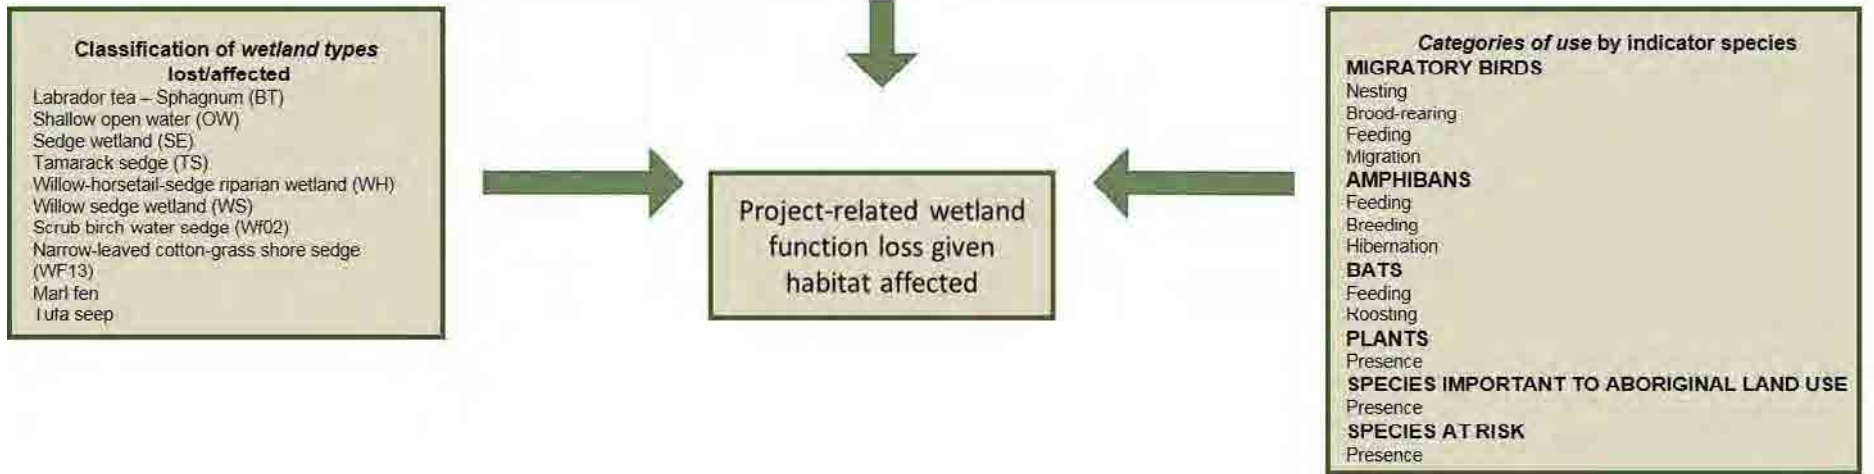 Classification of wetland types
lost/affected
Labrador tea – Sphagnum (BT)
Shallow open water (OW)
Sedge wetland (SE)
Tamarack sedge (TS)
Willow-horsetail-sedge riparian wetland (WH)
Willow sedge wetland (WS)
Scrub birch water sedge (Wf02)
Narrow-leaved cotton-grass shore sedge
(WF13)
Marl fen
Tufa seep
Project-related wetland
function loss given
habitat affected
Categories of use by indicator species
MIGRATORY BIRDS
Nesting
Brood-rearing
Feeding
Migration
AMPHIBANS
Feeding
Breeding
Hibernation
BATS
Feeding
Roosting
PLANTS
Presence
SPECIES IMPORTANT TO ABORIGINAL LAND USE
Presence
SPECIES AT RISK
Presence